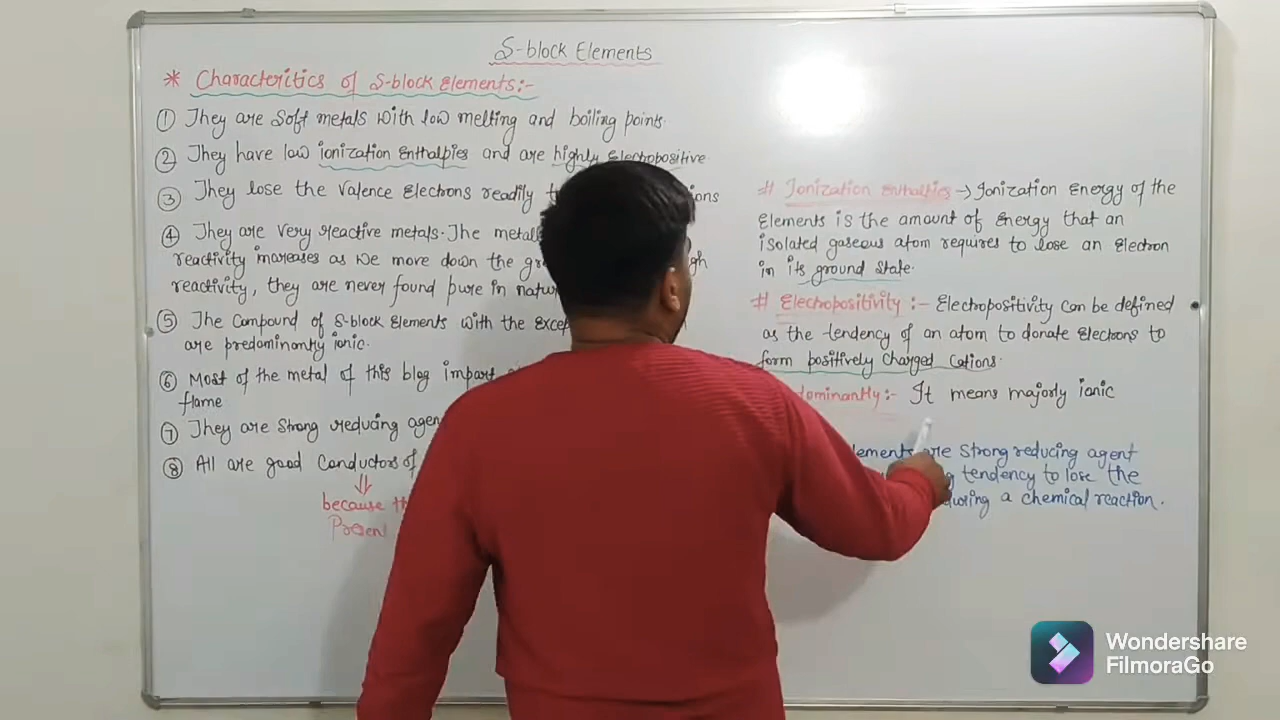 S-block Elements
* Characteritics of S-block Elements:-
① They are soft metals with low melting and boiling points.
② They have low ionization Enthalpies and are highly Electropositive.
③ They lose the valence Electrons readily
④ They are very reactive metals. The
reactivity increases as we move down the
reactivity, they are never found pure in
⑤ The Compound of S-block Elements with the
are predominantly ionic.
⑥ Most of the metal of this blog impart
flame
⑦ They are Strong reducing
⑧ All are good Conductors of
because
Present
# Ionization Enthalpies → Ionization Energy of the
Elements is the amount of Energy that an
isolated gaseous atom requires to lose an Electron
in its ground State.
# Electropositivity :- Electropositivity can be defined
as the tendency of an atom to donate Electrons to
form positively Charged Cations.
:- It means majorly ionic
are Strong reducing agent
tendency to lose the
during a chemical reaction.
Wondershare
FilmoraGo